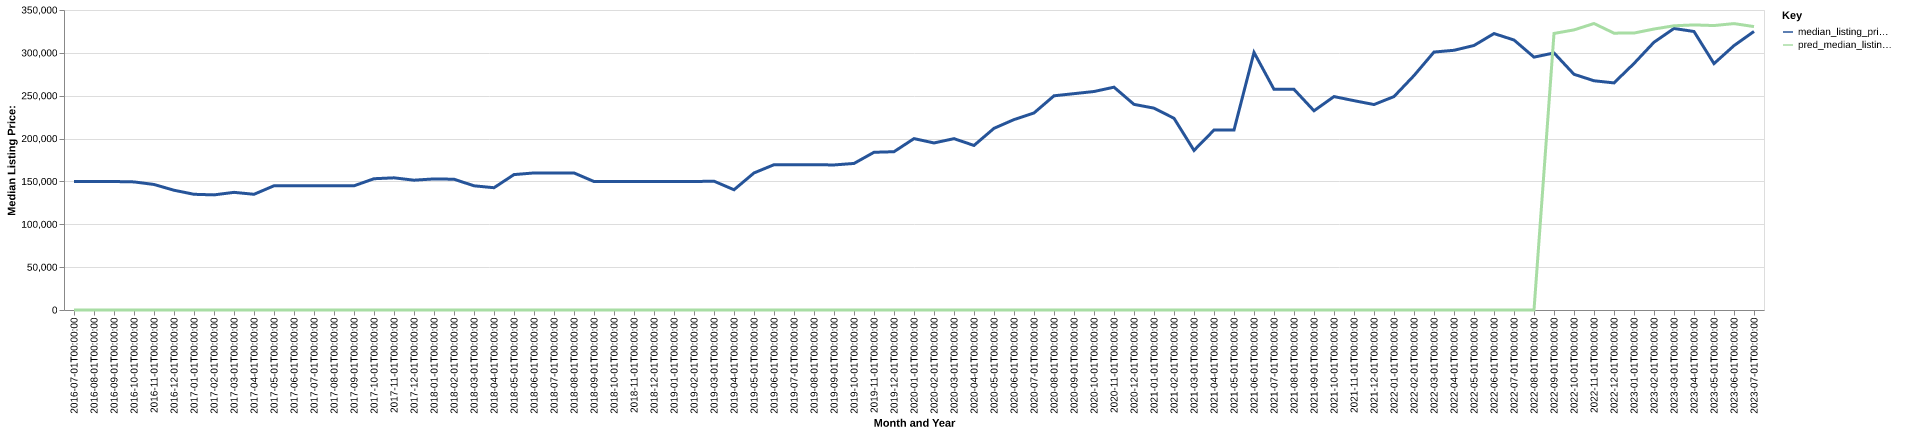 350,000
300,000
250,000
200,000
150,000
100,000
50,000
0
Median Listing Price:
2016-07-01T00:00:00
2016-08-01T00:00:00
2016-09-01T00:00:00
2016-10-01T00:00:00
2016-11-01T00:00:00
2016-12-01T00:00:00
2017-01-01T00:00:00
2017-02-01T00:00:00
2017-03-01T00:00:00
2017-04-01T00:00:00
2017-05-01T00:00:00
2017-06-01T00:00:00
2017-07-01T00:00:00
2017-08-01T00:00:00
2017-09-01T00:00:00
2017-10-01T00:00:00
2017-11-01T00:00:00
2017-12-01T00:00:00
2018-01-01T00:00:00
2018-02-01T00:00:00
2018-03-01T00:00:00
2018-04-01T00:00:00
2018-05-01T00:00:00
2018-06-01T00:00:00
2018-07-01T00:00:00
2018-08-01T00:00:00
2018-09-01T00:00:00
2018-10-01T00:00:00
2018-11-01T00:00:00
2018-12-01T00:00:00
2019-01-01T00:00:00
2019-02-01T00:00:00
2019-03-01T00:00:00
2019-04-01T00:00:00
2019-05-01T00:00:00
2019-06-01T00:00:00
2019-07-01T00:00:00
2019-08-01T00:00:00
2019-09-01T00:00:00
2019-10-01T00:00:00
2019-11-01T00:00:00
2019-12-01T00:00:00
2020-01-01T00:00:00
2020-02-01T00:00:00
2020-03-01T00:00:00
2020-04-01T00:00:00
2020-05-01T00:00:00
2020-06-01T00:00:00
2020-07-01T00:00:00
2020-08-01T00:00:00
2020-09-01T00:00:00
2020-10-01T00:00:00
2020-11-01T00:00:00
2020-12-01T00:00:00
2021-01-01T00:00:00
2021-02-01T00:00:00
2021-03-01T00:00:00
2021-04-01T00:00:00
2021-05-01T00:00:00
2021-06-01T00:00:00
2021-07-01T00:00:00
2021-08-01T00:00:00
2021-09-01T00:00:00
2021-10-01T00:00:00
2021-11-01T00:00:00
2021-12-01T00:00:00
2022-01-01T00:00:00
2022-02-01T00:00:00
2022-03-01T00:00:00
2022-04-01T00:00:00
2022-05-01T00:00:00
2022-06-01T00:00:00
2022-07-01T00:00:00
2022-08-01T00:00:00
2022-09-01T00:00:00
2022-10-01T00:00:00
2022-11-01T00:00:00
2022-12-01T00:00:00
2023-01-01T00:00:00
2023-02-01T00:00:00
2023-03-01T00:00:00
2023-04-01T00:00:00
2023-05-01T00:00:00
2023-06-01T00:00:00
2023-07-01T00:00:00
Month and Year
Key
median_listing_pri…
pred_median_listin…